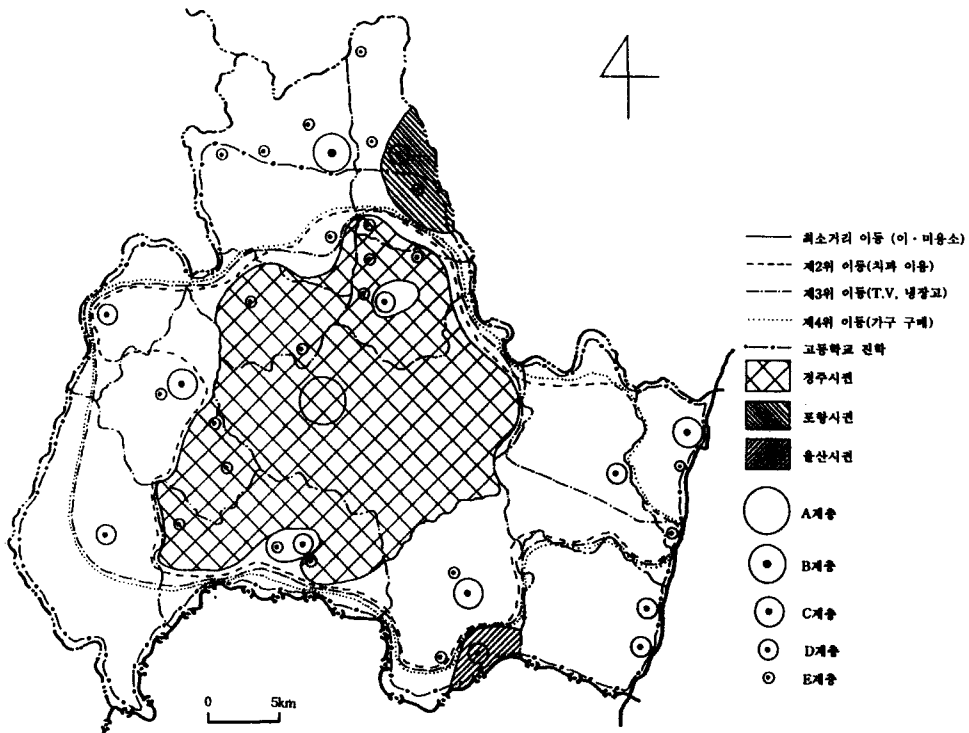 최소거리 이동 (이 · 미용소)
제2위 이동(치과 이용)
제3위 이동(T.V, 냉장고)
제4위 이동(가구 구매)
고등학교 진학
경주시권
포항시권
울산시권
A계층
B계층
C계층
D계층
E계층
0 5km